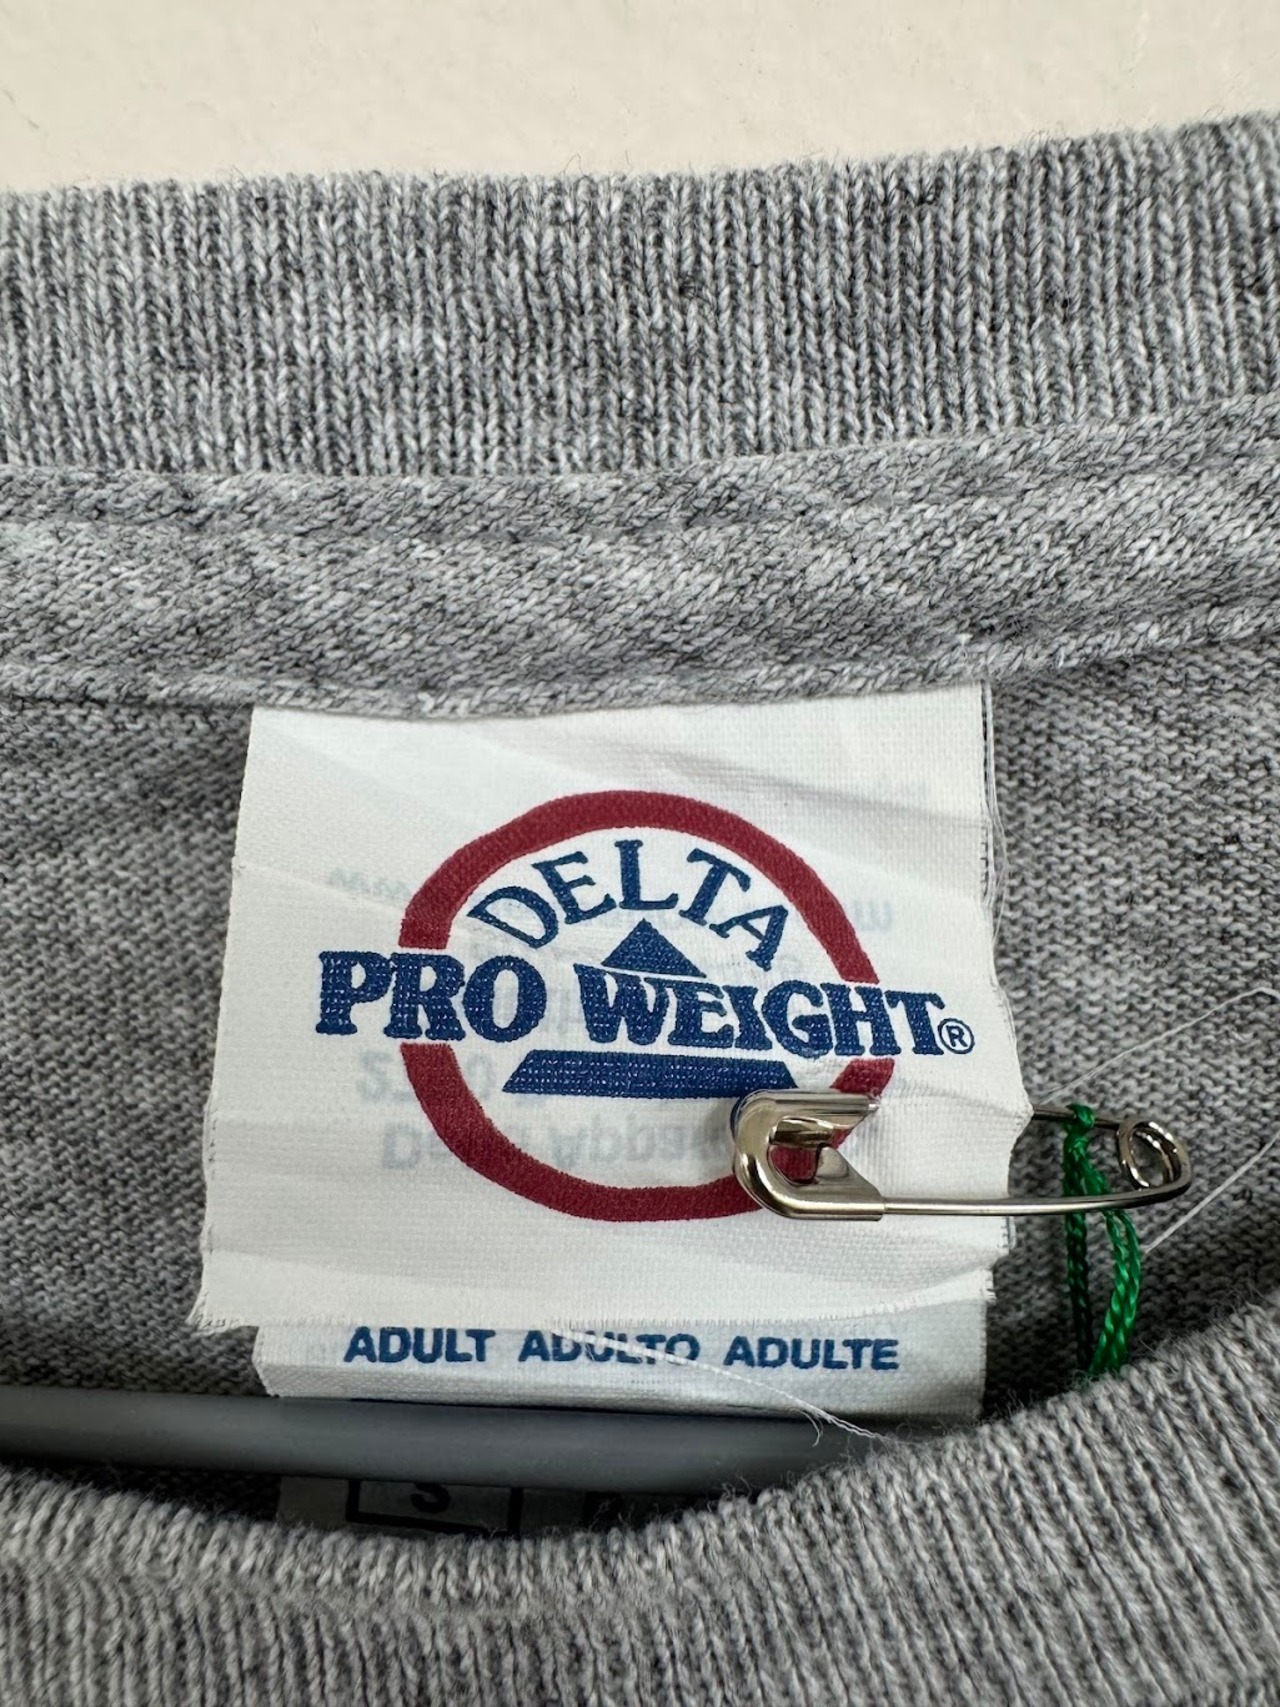 DELTA
PRO WEIGHT®
ADULT ADULTO ADULTE
S